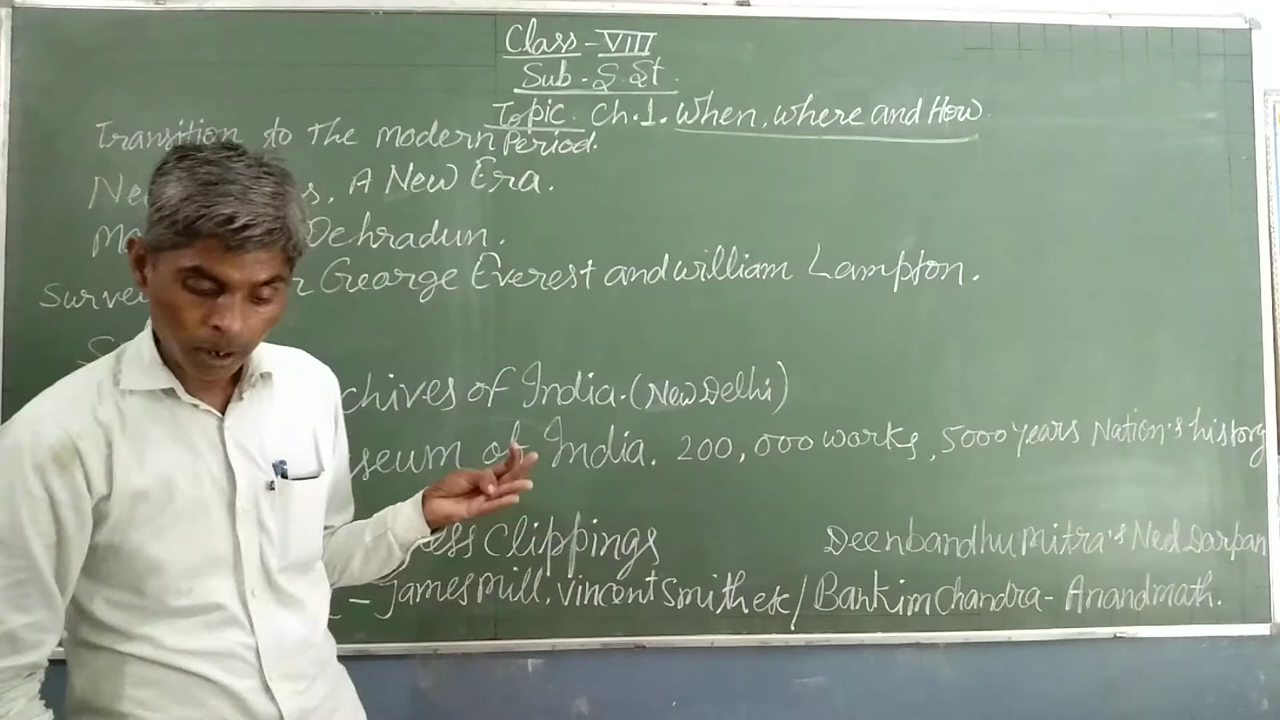 Class - VIII
Sub - S.St.
Topic. Ch.1. When, where and How.
Transition to The modern Period.
A New Era.
Dehradun.
George Everest and william Lampton.
chives of India. (New Delhi)
seum of India. 200,000 works, 5000 years Nation's history
ess Clippings Deenbandhu mitra's Neel Darpan
- James mill, vincent Smith etc / Bankim Chandra - Anandmath.